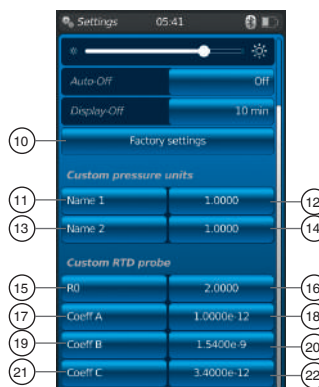 Settings 05:41
Auto-Off Off
Display-Off 10 min
10 Factory settings
Custom pressure units
11 Name 1 1.0000 12
13 Name 2 1.0000 14
Custom RTD probe
15 R0 2.0000 16
17 Coeff A 1.0000e-12 18
19 Coeff B 1.5400e-9 20
21 Coeff C 3.4000e-12 22